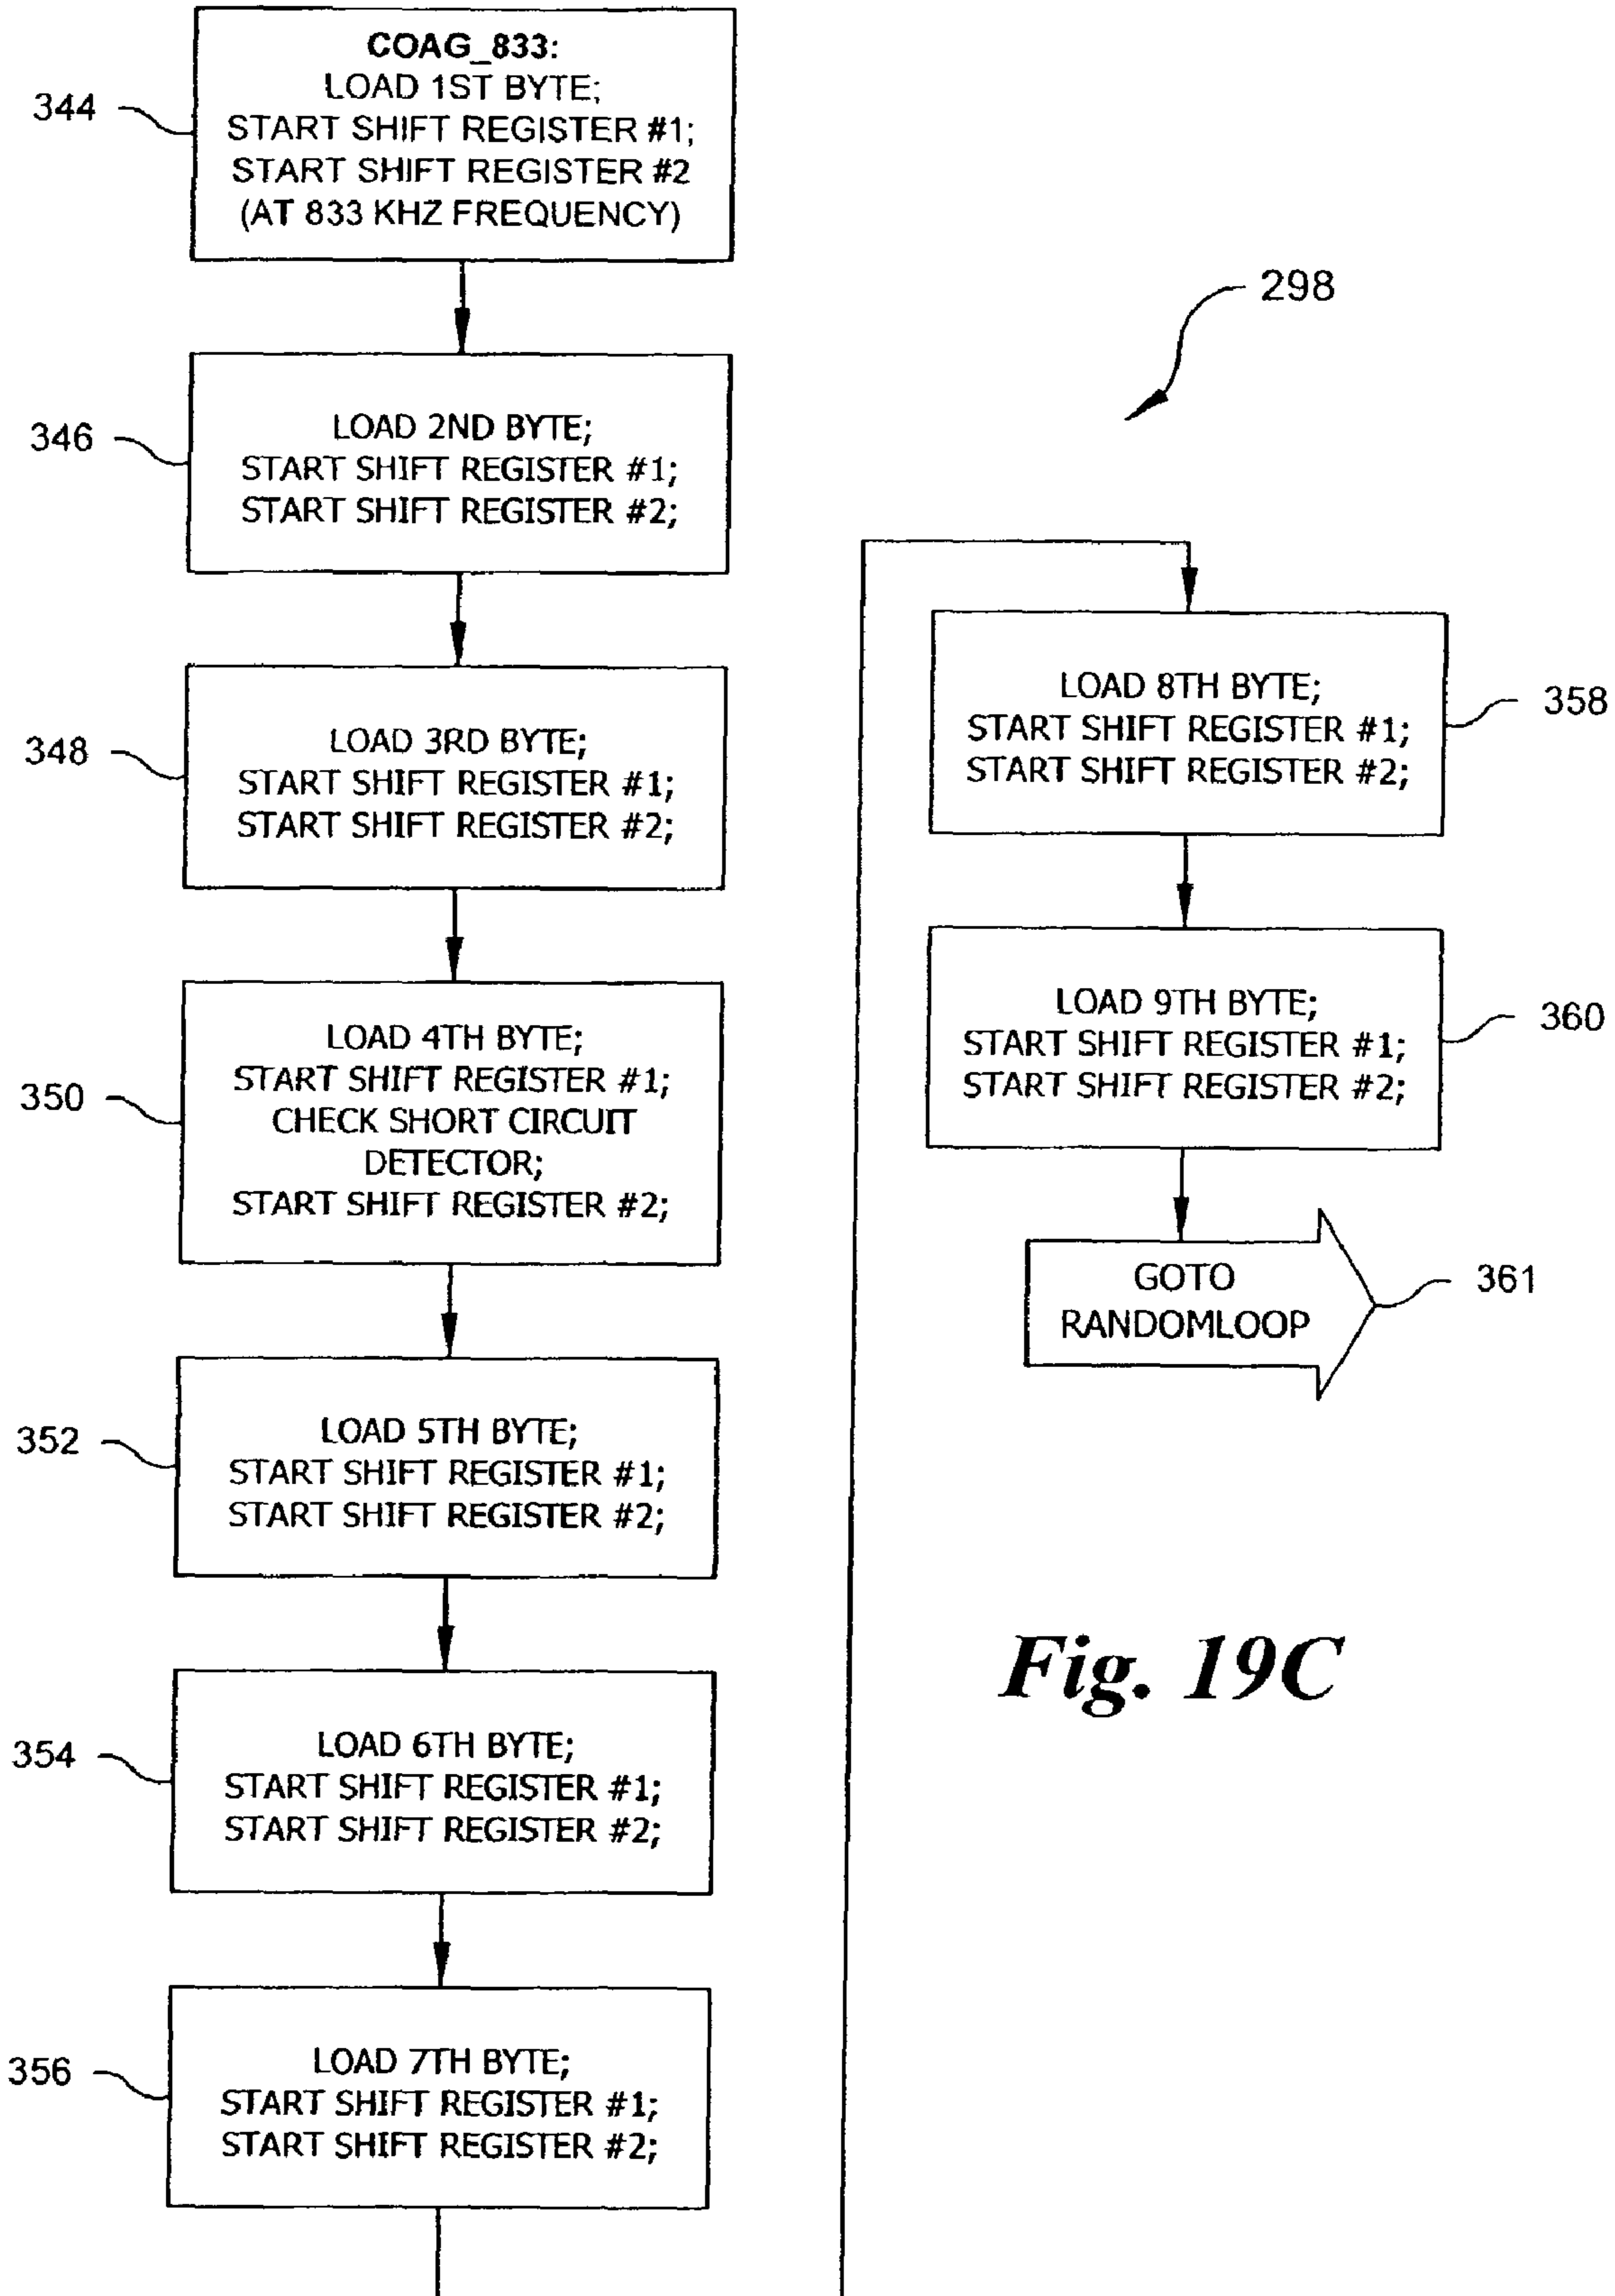 344
COAG_833:
LOAD 1ST BYTE;
START SHIFT REGISTER #1;
START SHIFT REGISTER #2
(AT 833 KHZ FREQUENCY)
346
LOAD 2ND BYTE;
START SHIFT REGISTER #1;
START SHIFT REGISTER #2;
348
LOAD 3RD BYTE;
START SHIFT REGISTER #1;
START SHIFT REGISTER #2;
350
LOAD 4TH BYTE;
START SHIFT REGISTER #1;
CHECK SHORT CIRCUIT
DETECTOR;
START SHIFT REGISTER #2;
352
LOAD 5TH BYTE;
START SHIFT REGISTER #1;
START SHIFT REGISTER #2;
354
LOAD 6TH BYTE;
START SHIFT REGISTER #1;
START SHIFT REGISTER #2;
356
LOAD 7TH BYTE;
START SHIFT REGISTER #1;
START SHIFT REGISTER #2;
298
LOAD 8TH BYTE;
START SHIFT REGISTER #1;
START SHIFT REGISTER #2;
358
LOAD 9TH BYTE;
START SHIFT REGISTER #1;
START SHIFT REGISTER #2;
360
GOTO
RANDOMLOOP
361
Fig. 19C